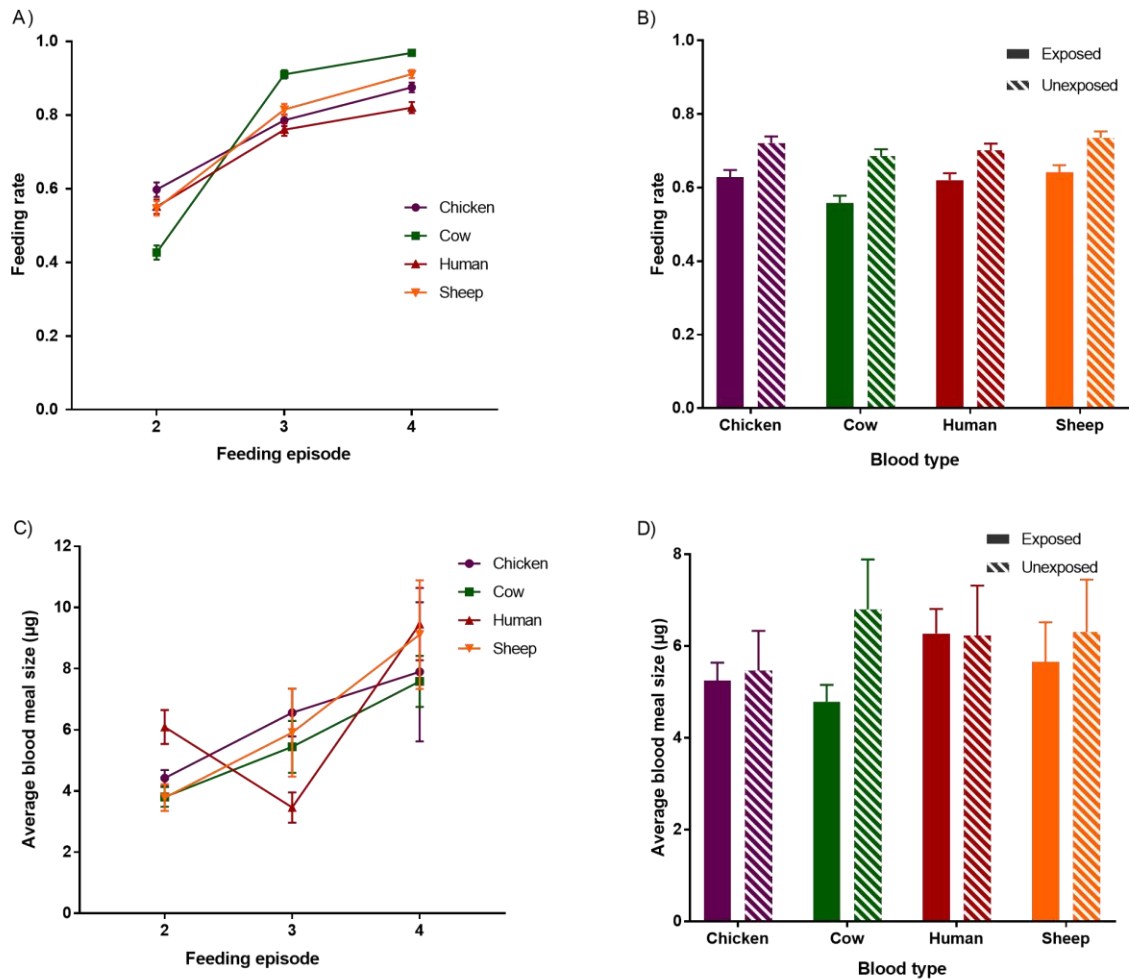 A)
1.0
0.8
0.6
0.4
0.2
0.0
Feeding rate
Chicken
Cow
Human
Sheep
2 3 4
Feeding episode
B)
1.0
0.8
0.6
0.4
0.2
0.0
Feeding rate
Exposed
Unexposed
Chicken Cow Human Sheep
Blood type
C)
12
10
8
6
4
2
0
Average blood meal size (µg)
Chicken
Cow
Human
Sheep
2 3 4
Feeding episode
D)
8
6
4
2
0
Average blood meal size (µg)
Exposed
Unexposed
Chicken Cow Human Sheep
Blood type